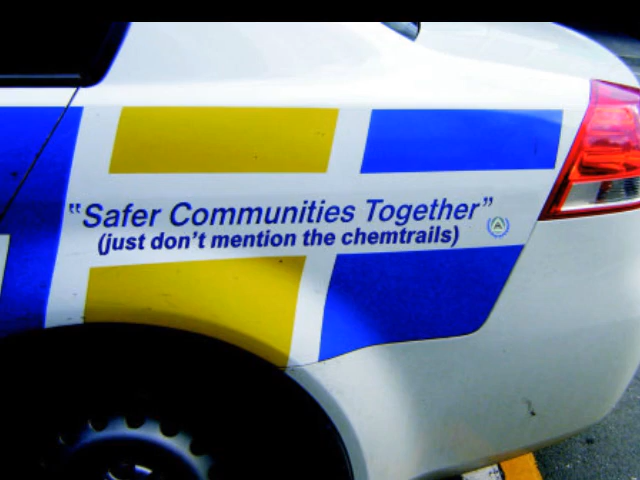 "Safer Communities Together"
(just don't mention the chemtrails)